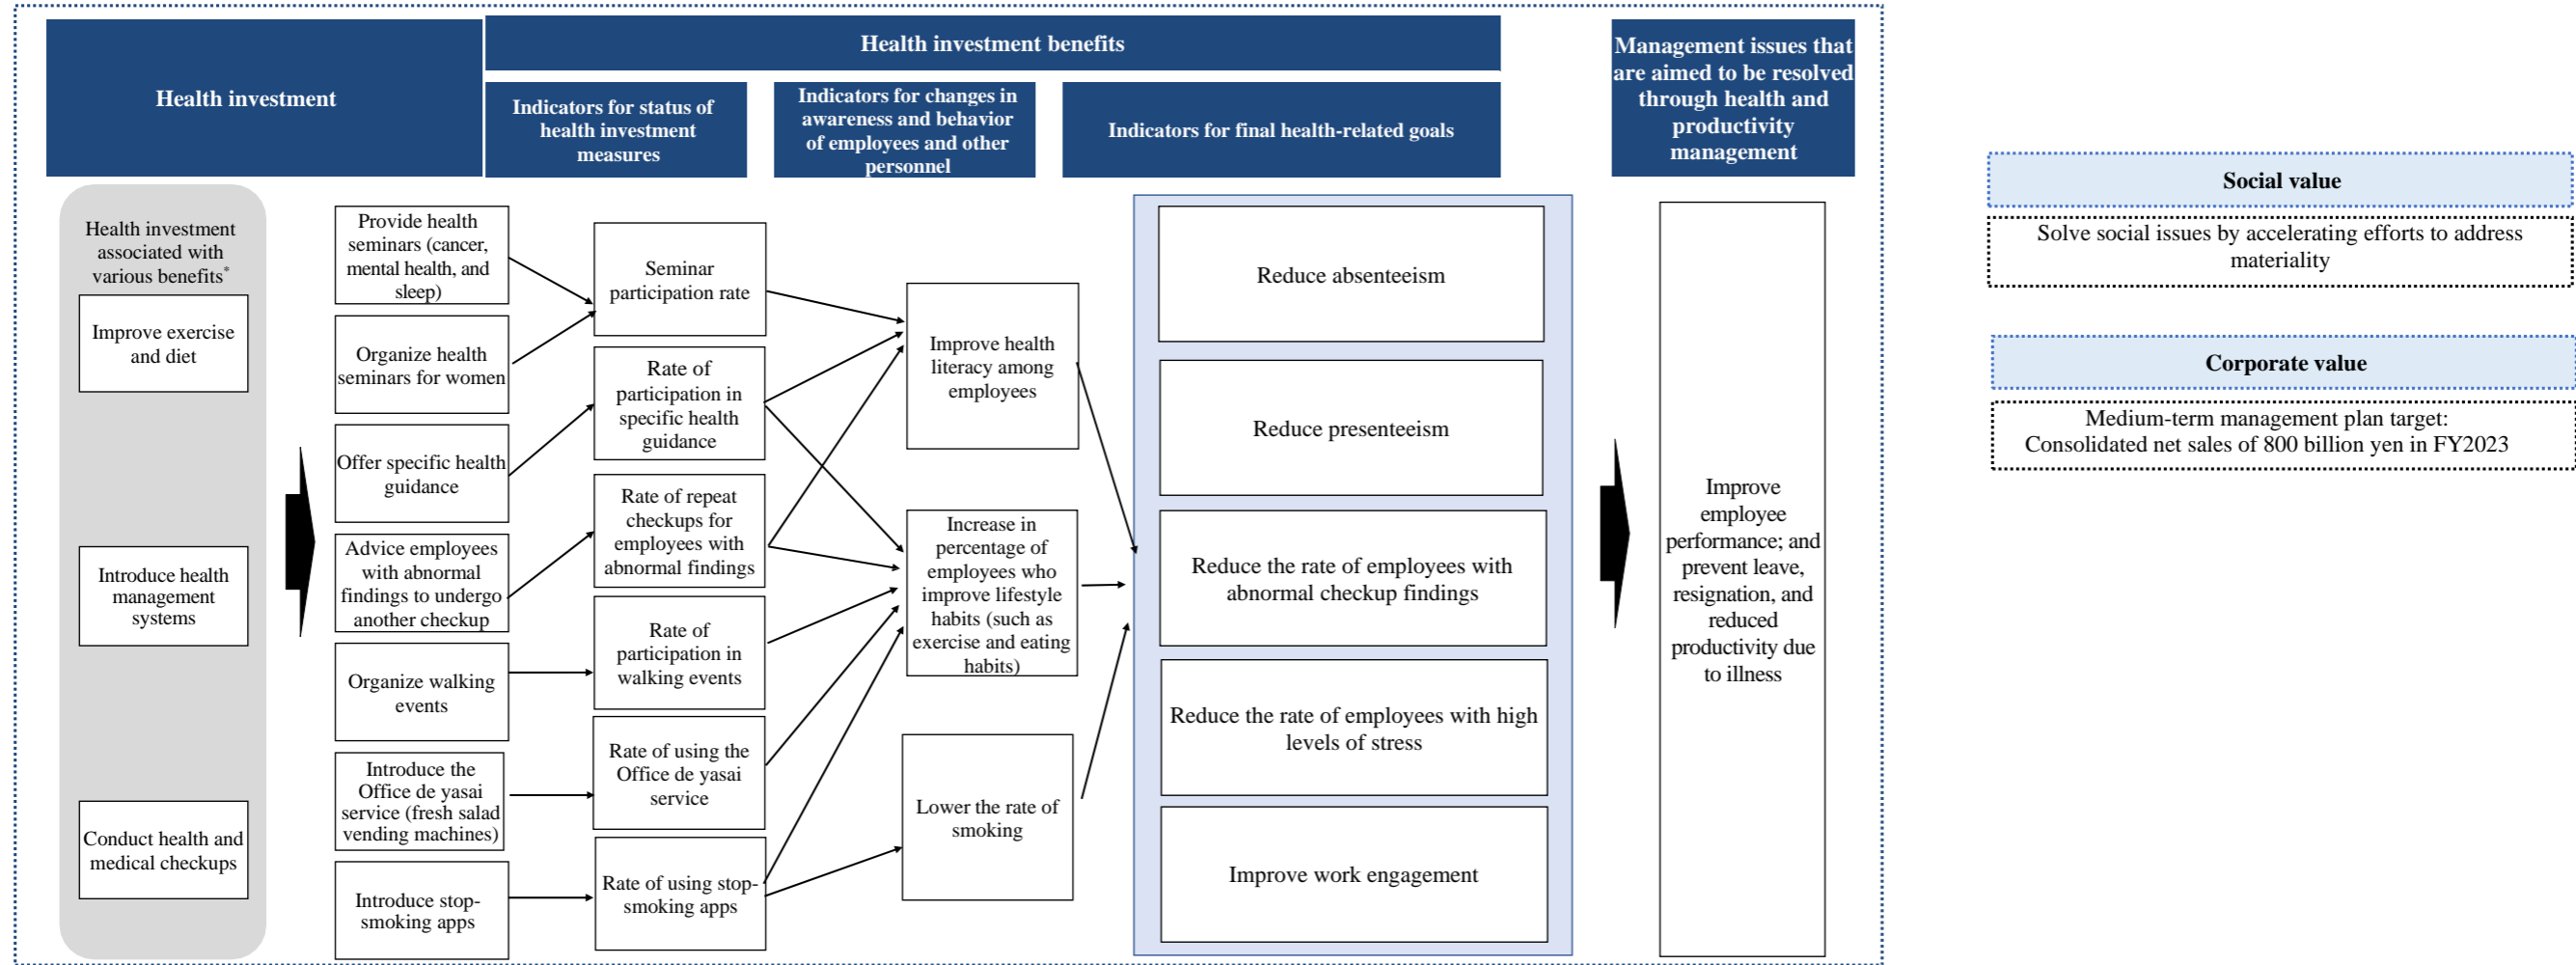 Health investment
Health investment benefits
Indicators for status of
health investment
measures
Indicators for changes in
awareness and behavior
of employees and other
personnel
Indicators for final health-related goals
Management issues that
are aimed to be resolved
through health and
productivity
management
Health investment
associated with
various benefits*
Improve exercise
and diet
Introduce health
management
systems
Conduct health and
medical checkups
Provide health
seminars (cancer,
mental health, and
sleep)
Organize health
seminars for women
Offer specific health
guidance
Advice employees
with abnormal
findings to undergo
another checkup
Organize walking
events
Introduce the
Office de yasai
service (fresh salad
vending machines)
Introduce stop-
smoking apps
Seminar
participation rate
Rate of
participation in
specific health
guidance
Rate of repeat
checkups for
employees with
abnormal findings
Rate of
participation in
walking events
Rate of using the
Office de yasai
service
Rate of using stop-
smoking apps
Improve health
literacy among
employees
Increase in
percentage of
employees who
improve lifestyle
habits (such as
exercise and eating
habits)
Lower the rate of
smoking
Reduce absenteeism
Reduce presenteeism
Reduce the rate of employees with
abnormal checkup findings
Reduce the rate of employees with high
levels of stress
Improve work engagement
Improve
employee
performance; and
prevent leave,
resignation, and
reduced
productivity due
to illness
Social value
Solve social issues by accelerating efforts to address
materiality
Corporate value
Medium-term management plan target:
Consolidated net sales of 800 billion yen in FY2023